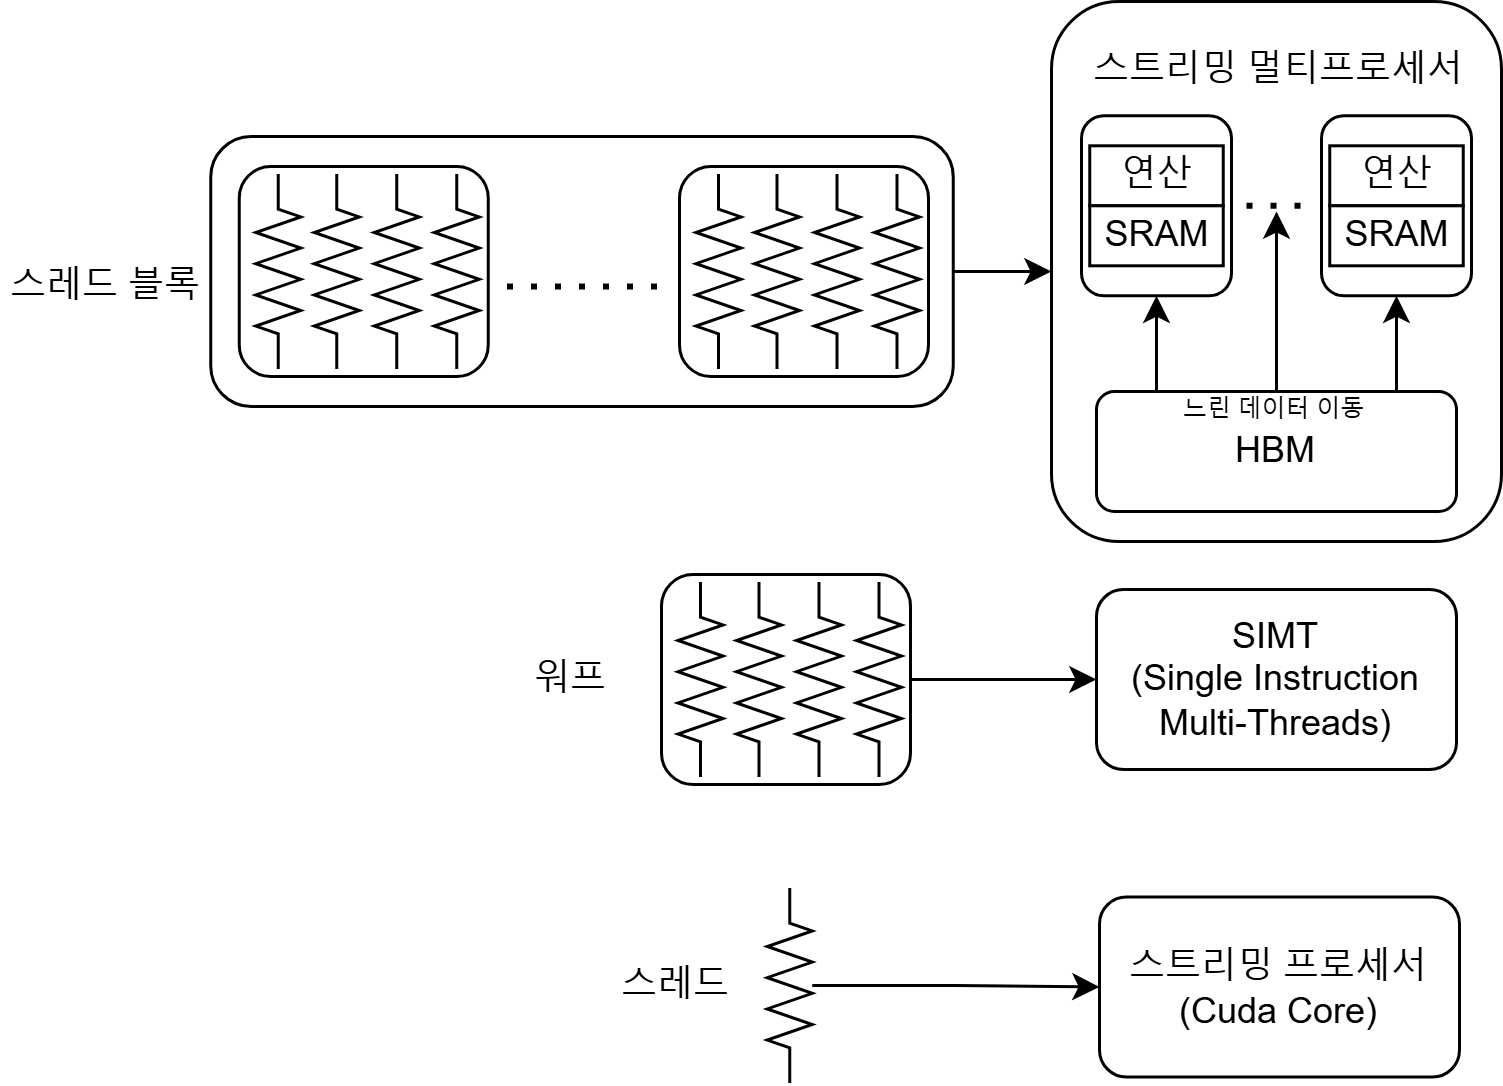 스트리밍 멀티프로세서
연산
연산
SRAM
SRAM
스레드 블록
느린 데이터 이동
HBM
워프
SIMT
(Single Instruction
Multi-Threads)
스레드
스트리밍 프로세서
(Cuda Core)